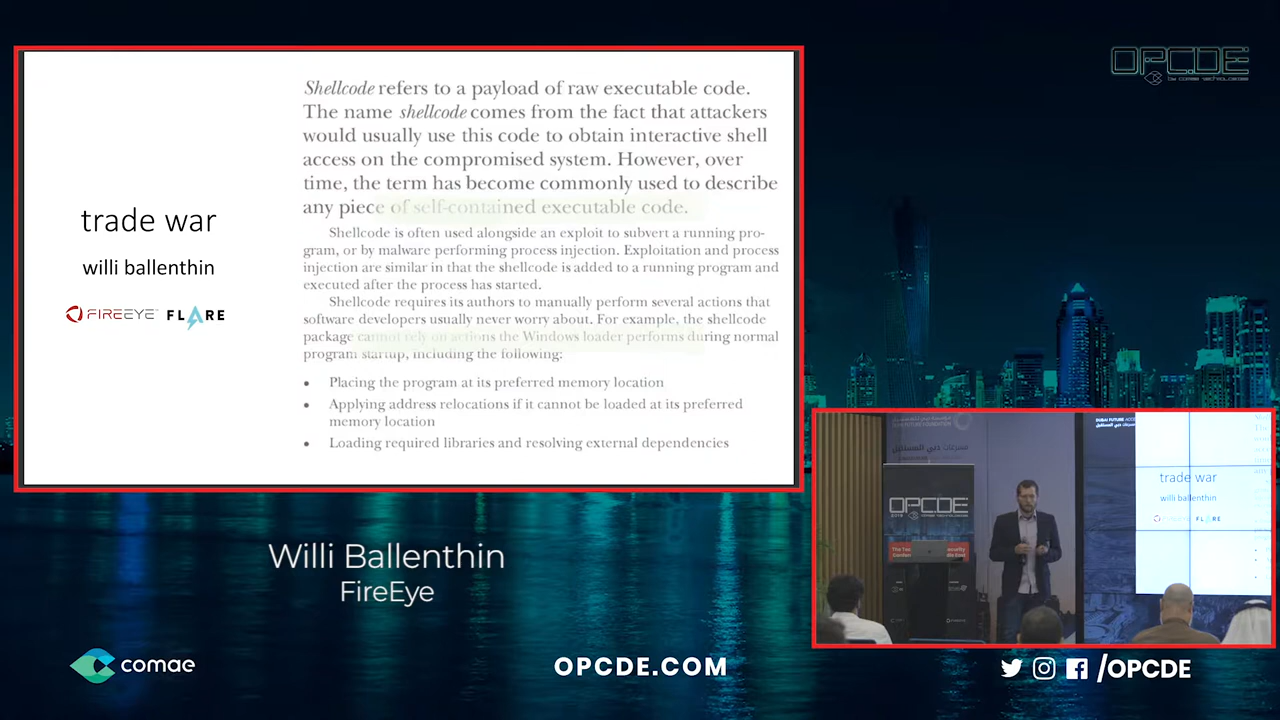 OPCDE
BY COMAE TECHNOLOGIES
Shellcode refers to a payload of raw executable code.
The name shellcode comes from the fact that attackers
would usually use this code to obtain interactive shell
access on the compromised system. However, over
time, the term has become commonly used to describe
any piece of self-contained executable code.
trade war
willi ballenthin
FIREEYE FLARE
Shellcode is often used alongside an exploit to subvert a running pro-
gram, or by malware performing process injection. Exploitation and process
injection are similar in that the shellcode is added to a running program and
executed after the process has started.
Shellcode requires its authors to manually perform several actions that
software developers usually never worry about. For example, the shellcode
package cannot rely on actions the Windows loader performs during normal
program startup, including the following:
• Placing the program at its preferred memory location
• Applying address relocations if it cannot be loaded at its preferred
memory location
• Loading required libraries and resolving external dependencies
OPCDE
trade war
willi ballenthin
FLARE
Willi Ballenthin
FireEye
comae
OPCDE.COM
/OPCDE